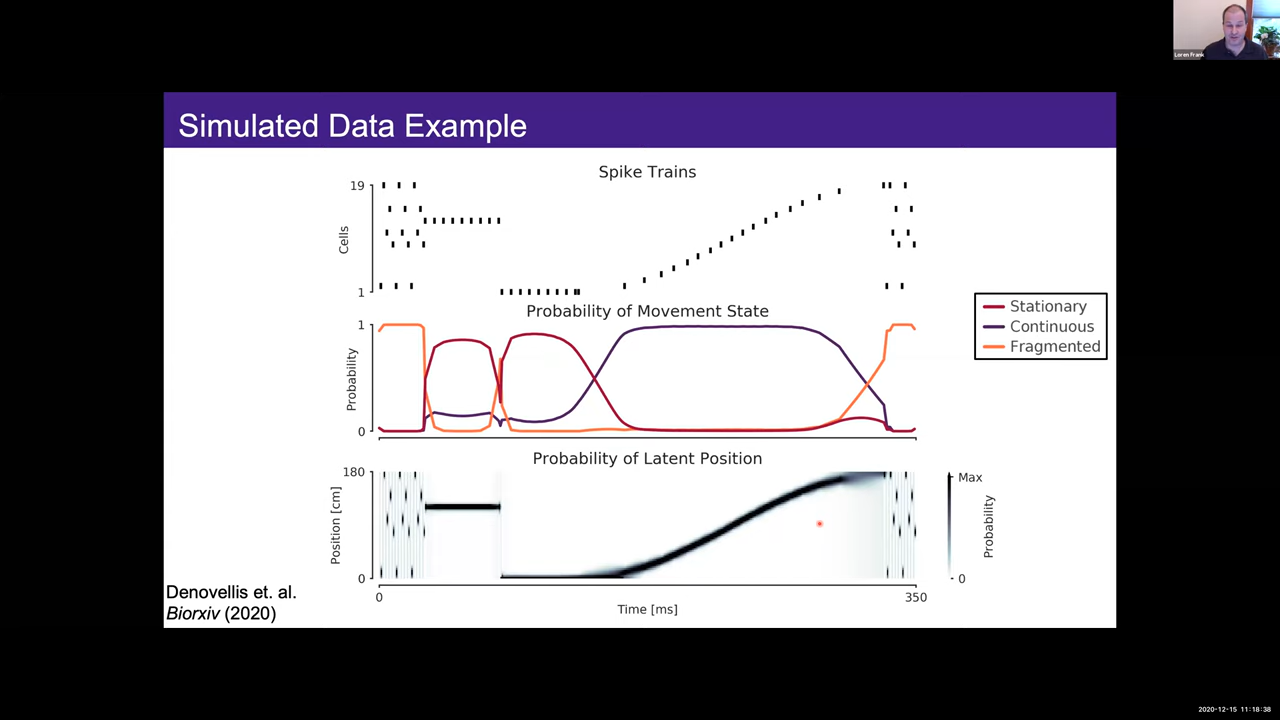 Loren Frank
Simulated Data Example
Spike Trains
19
Cells
1
Probability of Movement State
1
Probability
0
Stationary
Continuous
Fragmented
Probability of Latent Position
180
Position [cm]
0
Max
Probability
0
0
350
Time [ms]
Denovellis et. al.
Biorxiv (2020)
2020-12-15 11:18:38